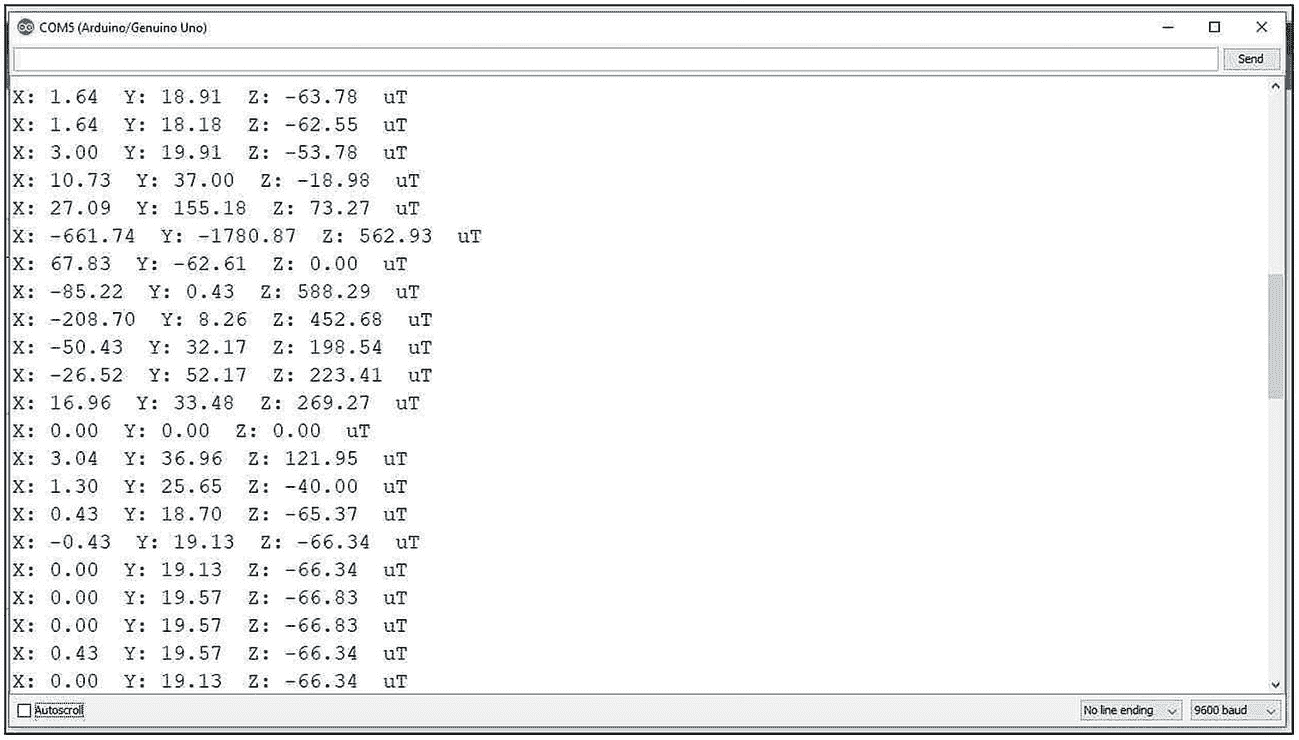 COM5 (Arduino/Genuino Uno)
Send
X: 1.64  Y: 18.91  Z: -63.78  uT
X: 1.64  Y: 18.18  Z: -62.55  uT
X: 3.00  Y: 19.91  Z: -53.78  uT
X: 10.73  Y: 37.00  Z: -18.98  uT
X: 27.09  Y: 155.18  Z: 73.27  uT
X: -661.74  Y: -1780.87  Z: 562.93  uT
X: 67.83  Y: -62.61  Z: 0.00  uT
X: -85.22  Y: 0.43  Z: 588.29  uT
X: -208.70  Y: 8.26  Z: 452.68  uT
X: -50.43  Y: 32.17  Z: 198.54  uT
X: -26.52  Y: 52.17  Z: 223.41  uT
X: 16.96  Y: 33.48  Z: 269.27  uT
X: 0.00  Y: 0.00  Z: 0.00  uT
X: 3.04  Y: 36.96  Z: 121.95  uT
X: 1.30  Y: 25.65  Z: -40.00  uT
X: 0.43  Y: 18.70  Z: -65.37  uT
X: -0.43  Y: 19.13  Z: -66.34  uT
X: 0.00  Y: 19.13  Z: -66.34  uT
X: 0.00  Y: 19.57  Z: -66.83  uT
X: 0.00  Y: 19.57  Z: -66.83  uT
X: 0.43  Y: 19.57  Z: -66.34  uT
X: 0.00  Y: 19.13  Z: -66.34  uT
Autoscroll No line ending 9600 baud